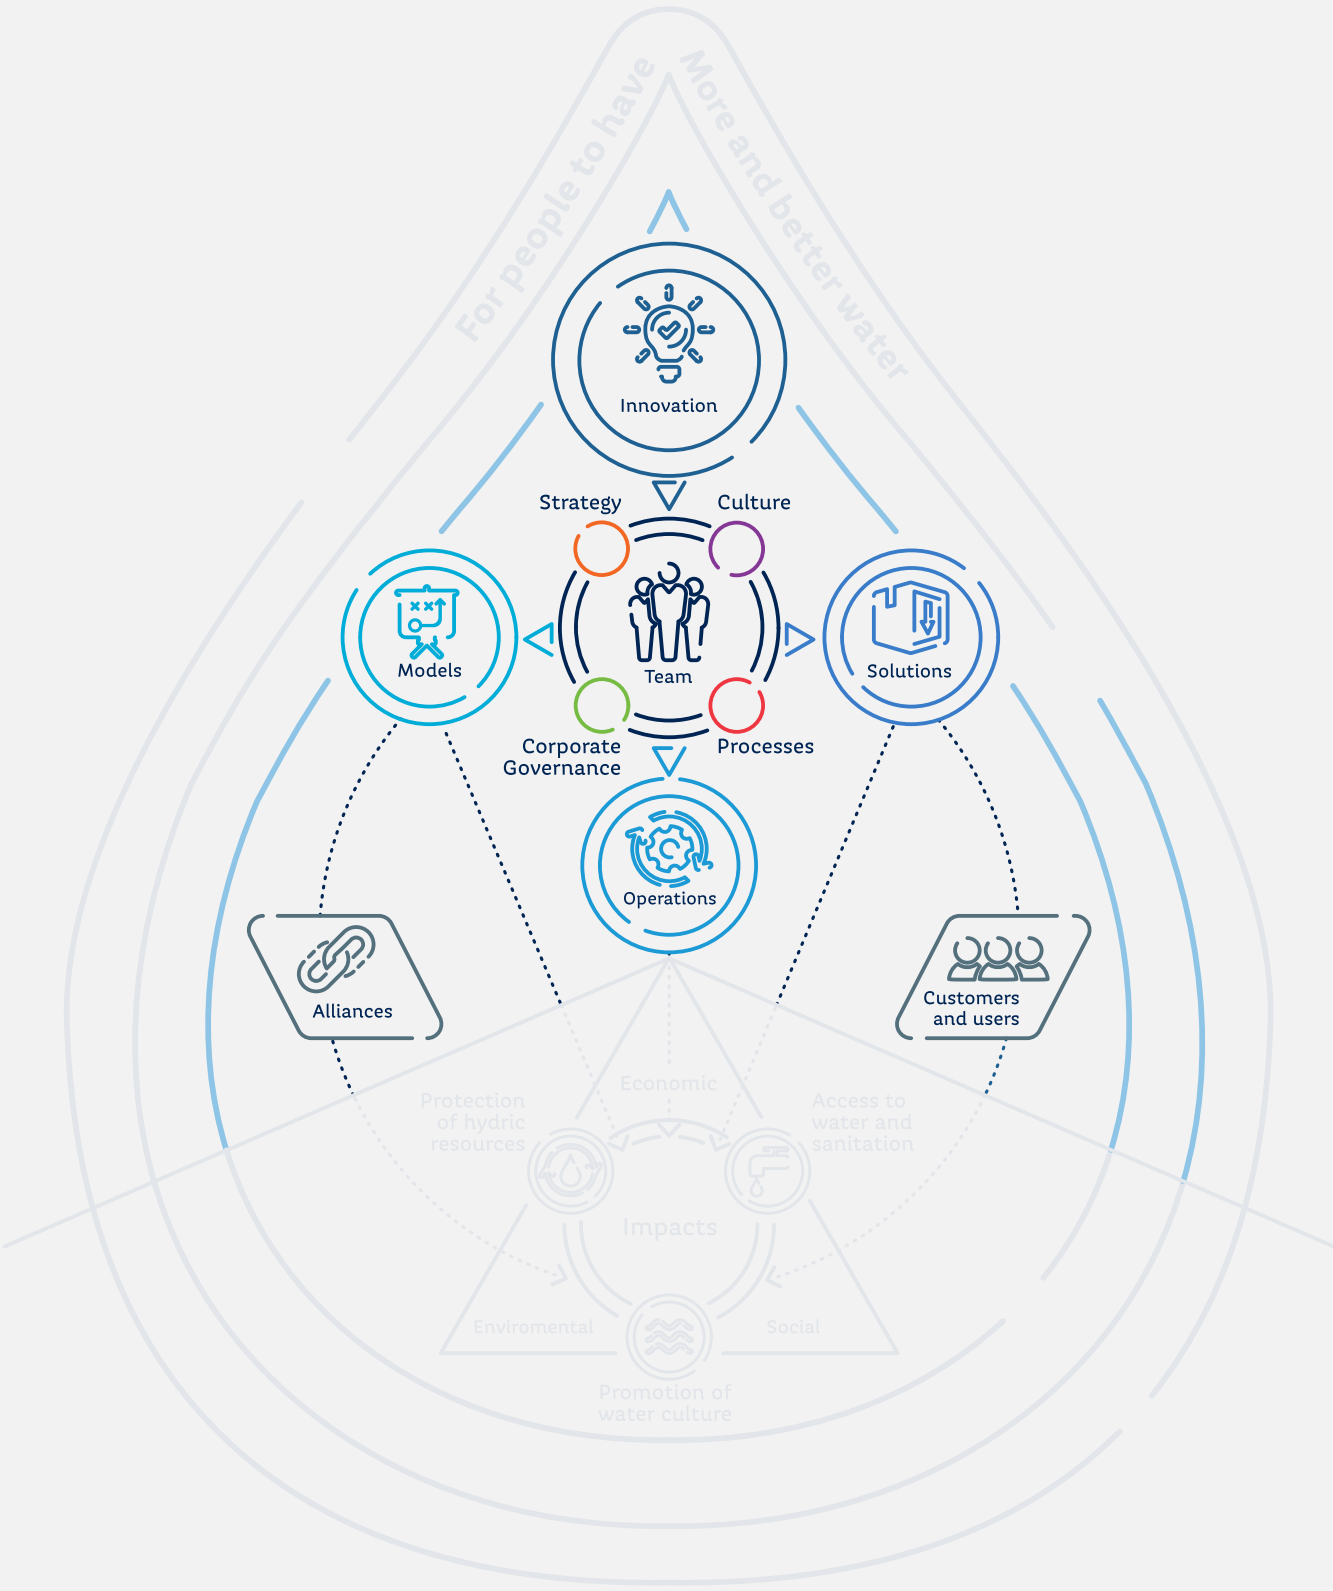 For people to have
More and better water
Innovation
Strategy
Culture
Models
Team
Solutions
Corporate
Governance
Processes
Operations
Alliances
Customers
and users
Economic
Protection
of hydric
resources
Access to
water and
sanitation
Impacts
Enviromental
Social
Promotion of
water culture